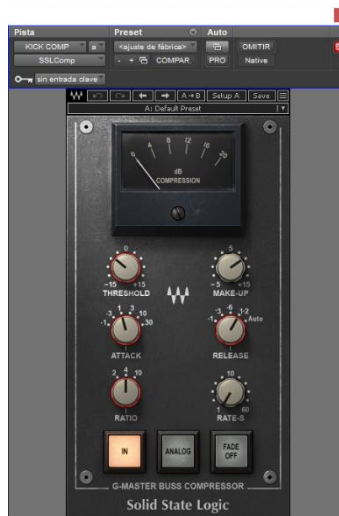 Pista Preset Auto
KICK COMP a <ajuste de fábrica> OMITIR
SSLComp - + COMPAR. PRO Native
sin entrada clave
A→B Setup A Save
A: Default Preset
0 4 8 12 16 20
dB
COMPRESSION
0 5
-15 +15 -5 +15
THRESHOLD MAKE-UP
.1 .3 1 3 10 30 .1 .3 .6 1.2 Auto
ATTACK RELEASE
2 4 10 10
1 60
RATIO RATE-S
IN ANALOG FADE OFF
G-MASTER BUSS COMPRESSOR
Solid State Logic